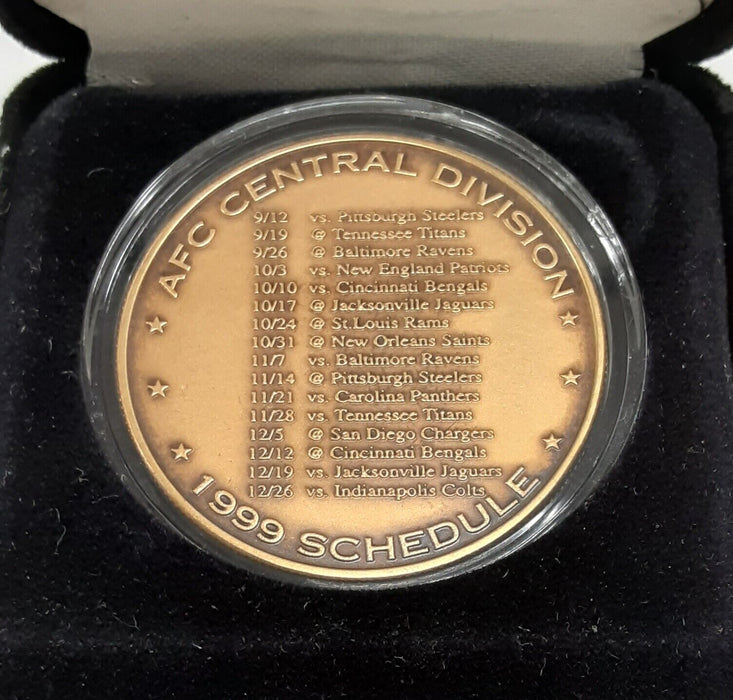 AFC CENTRAL DIVISION
9/12 vs. Pittsburgh Steelers
9/19 @ Tennessee Titans
9/26 @ Baltimore Ravens
10/3 vs. New England Patriots
10/10 vs. Cincinnati Bengals
10/17 @ Jacksonville Jaguars
10/24 @ St.Louis Rams
10/31 @ New Orleans Saints
11/7 vs. Baltimore Ravens
11/14 @ Pittsburgh Steelers
11/21 vs. Carolina Panthers
11/28 vs. Tennessee Titans
12/5 @ San Diego Chargers
12/12 @ Cincinnati Bengals
12/19 vs. Jacksonville Jaguars
12/26 vs. Indianapolis Colts
1999 SCHEDULE